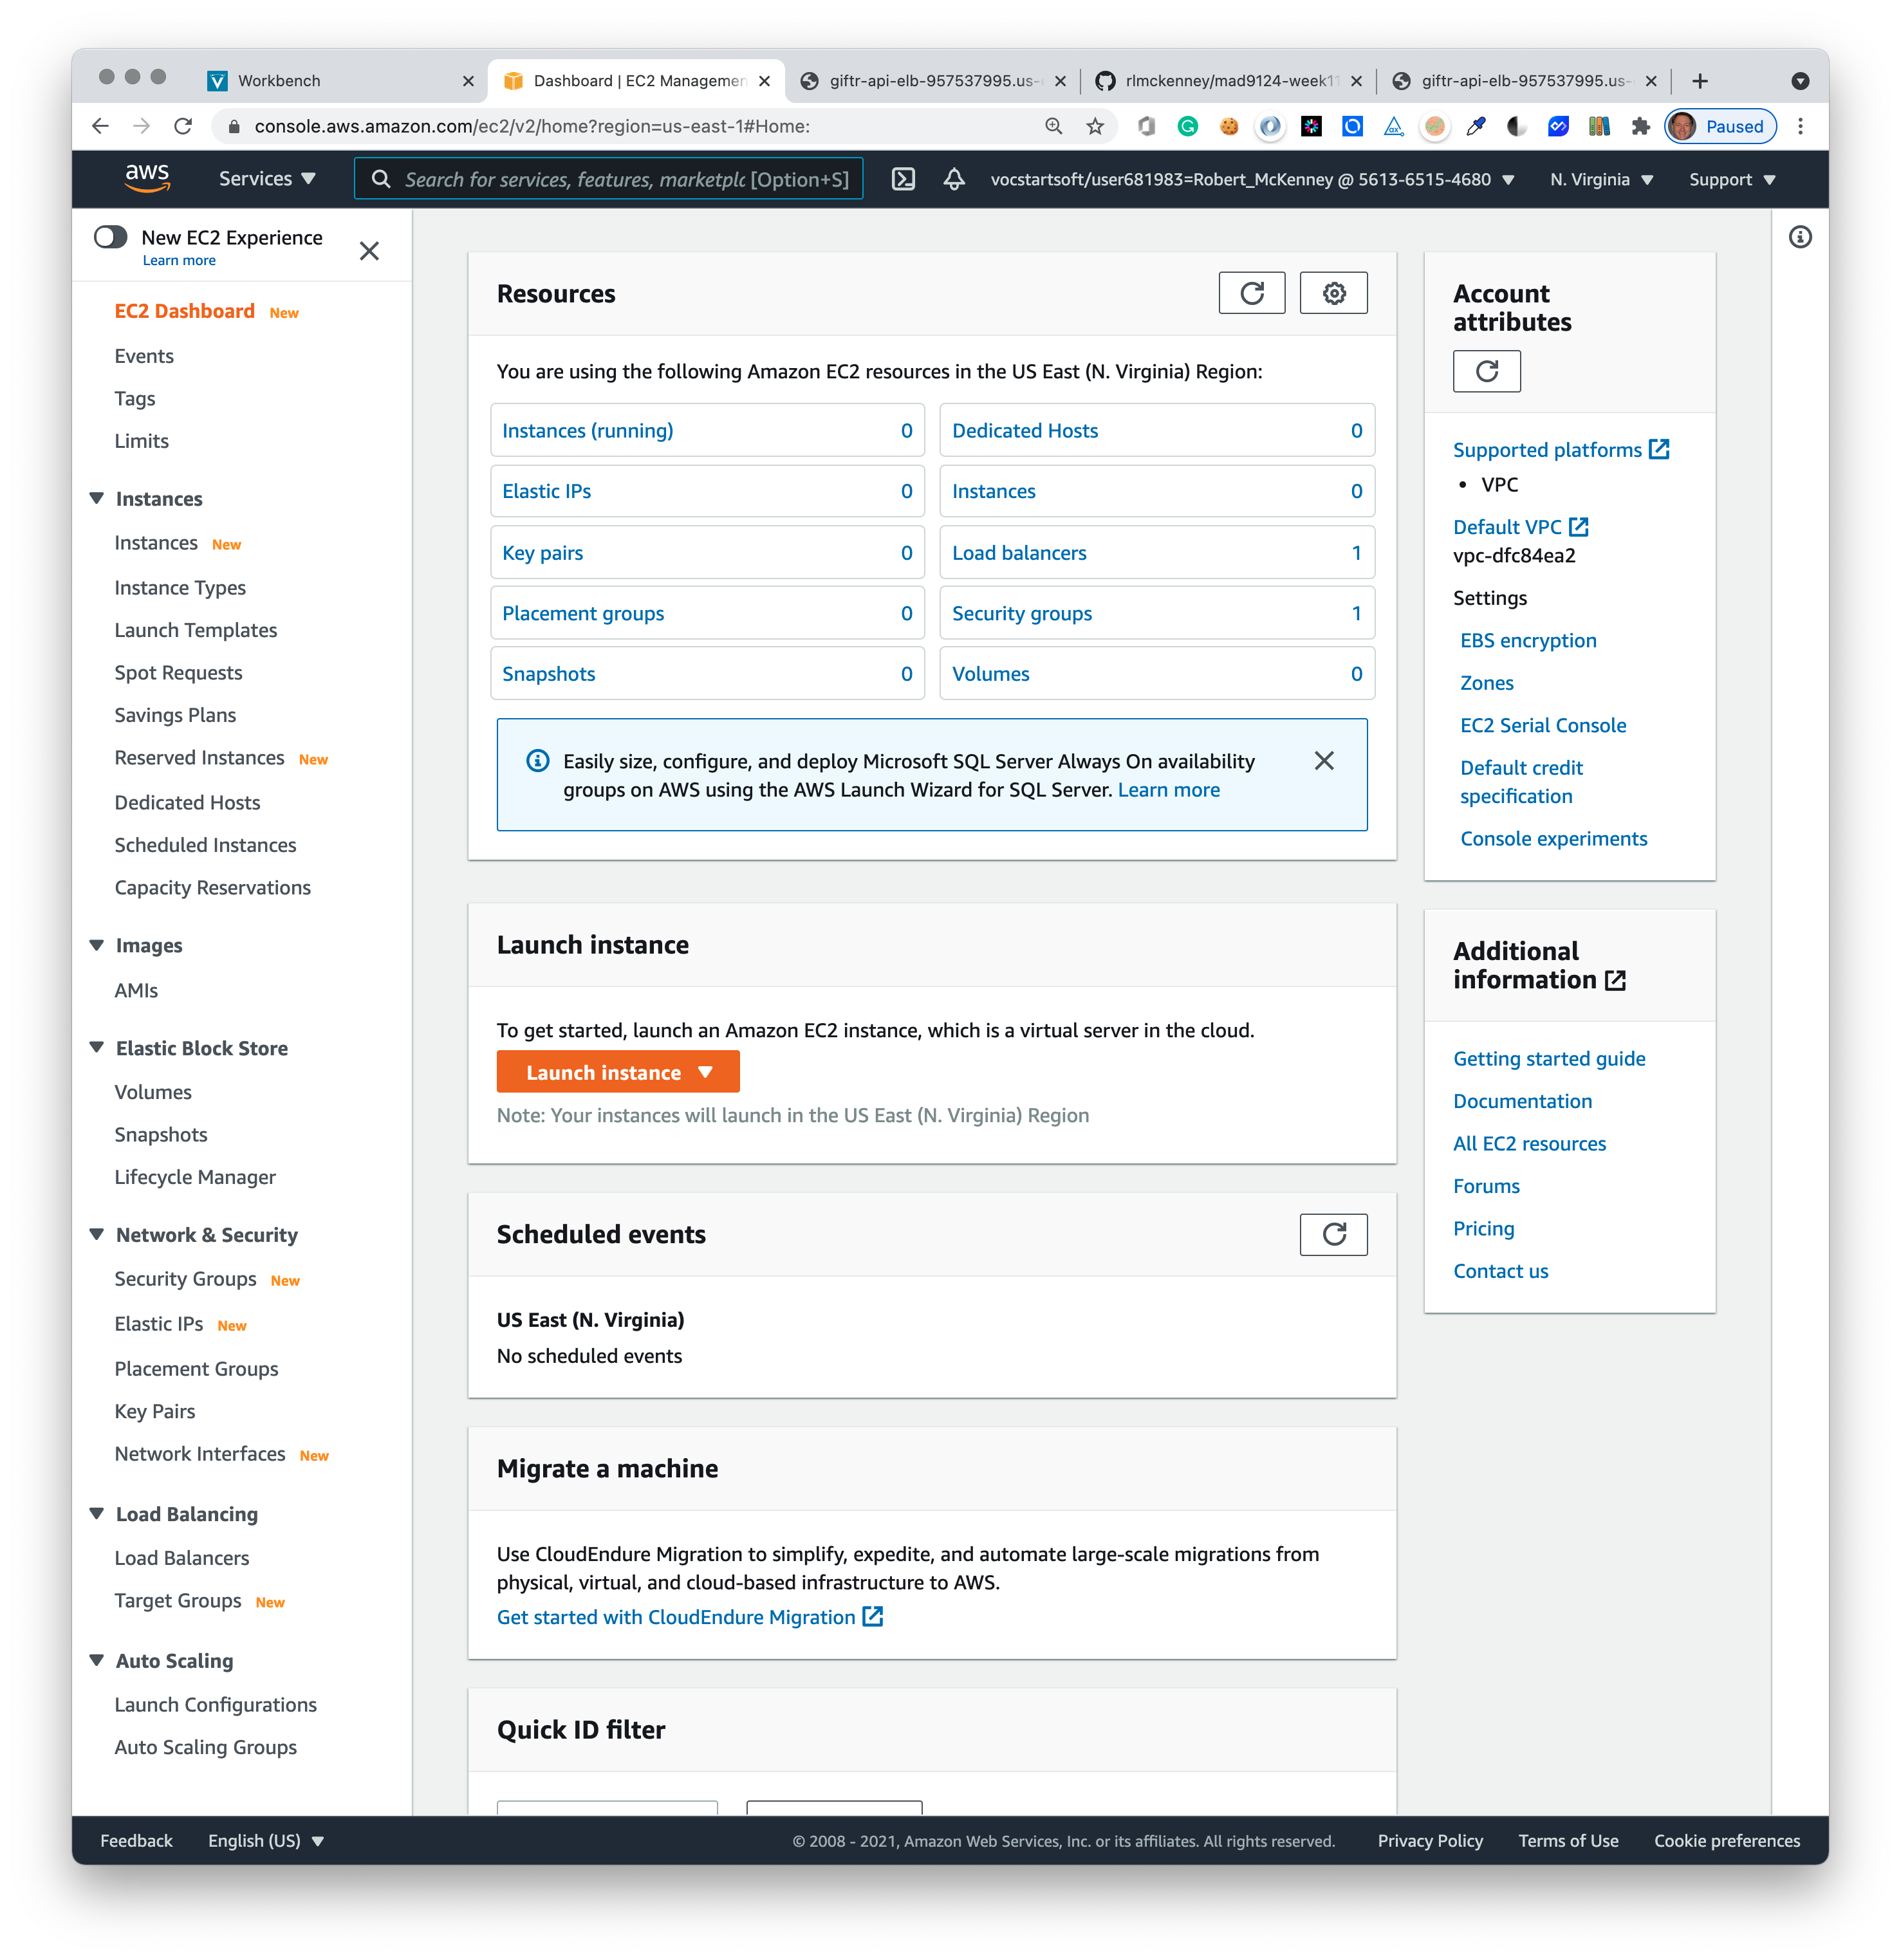 Workbench
Dashboard | EC2 Managemen
giftr-api-elb-957537995.us-
rlmckenney/mad9124-week11
giftr-api-elb-957537995.us-
console.aws.amazon.com/ec2/v2/home?region=us-east-1#Home:
Paused
aws
Services
Search for services, features, marketplc [Option+S]
vocstartsoft/user681983=Robert_McKenney @ 5613-6515-4680
N. Virginia
Support
New EC2 Experience
Learn more
EC2 Dashboard New
Events
Tags
Limits
Instances
Instances New
Instance Types
Launch Templates
Spot Requests
Savings Plans
Reserved Instances New
Dedicated Hosts
Scheduled Instances
Capacity Reservations
Images
AMIs
Elastic Block Store
Volumes
Snapshots
Lifecycle Manager
Network & Security
Security Groups New
Elastic IPs New
Placement Groups
Key Pairs
Network Interfaces New
Load Balancing
Load Balancers
Target Groups New
Auto Scaling
Launch Configurations
Auto Scaling Groups
Resources
You are using the following Amazon EC2 resources in the US East (N. Virginia) Region:
Instances (running) 0
Dedicated Hosts 0
Elastic IPs 0
Instances 0
Key pairs 0
Load balancers 1
Placement groups 0
Security groups 1
Snapshots 0
Volumes 0
Easily size, configure, and deploy Microsoft SQL Server Always On availability
groups on AWS using the AWS Launch Wizard for SQL Server. Learn more
Launch instance
To get started, launch an Amazon EC2 instance, which is a virtual server in the cloud.
Launch instance
Note: Your instances will launch in the US East (N. Virginia) Region
Scheduled events
US East (N. Virginia)
No scheduled events
Migrate a machine
Use CloudEndure Migration to simplify, expedite, and automate large-scale migrations from
physical, virtual, and cloud-based infrastructure to AWS.
Get started with CloudEndure Migration
Quick ID filter
Account
attributes
Supported platforms
• VPC
Default VPC
vpc-dfc84ea2
Settings
EBS encryption
Zones
EC2 Serial Console
Default credit
specification
Console experiments
Additional
information
Getting started guide
Documentation
All EC2 resources
Forums
Pricing
Contact us
Feedback
English (US)
© 2008 - 2021, Amazon Web Services, Inc. or its affiliates. All rights reserved.
Privacy Policy
Terms of Use
Cookie preferences